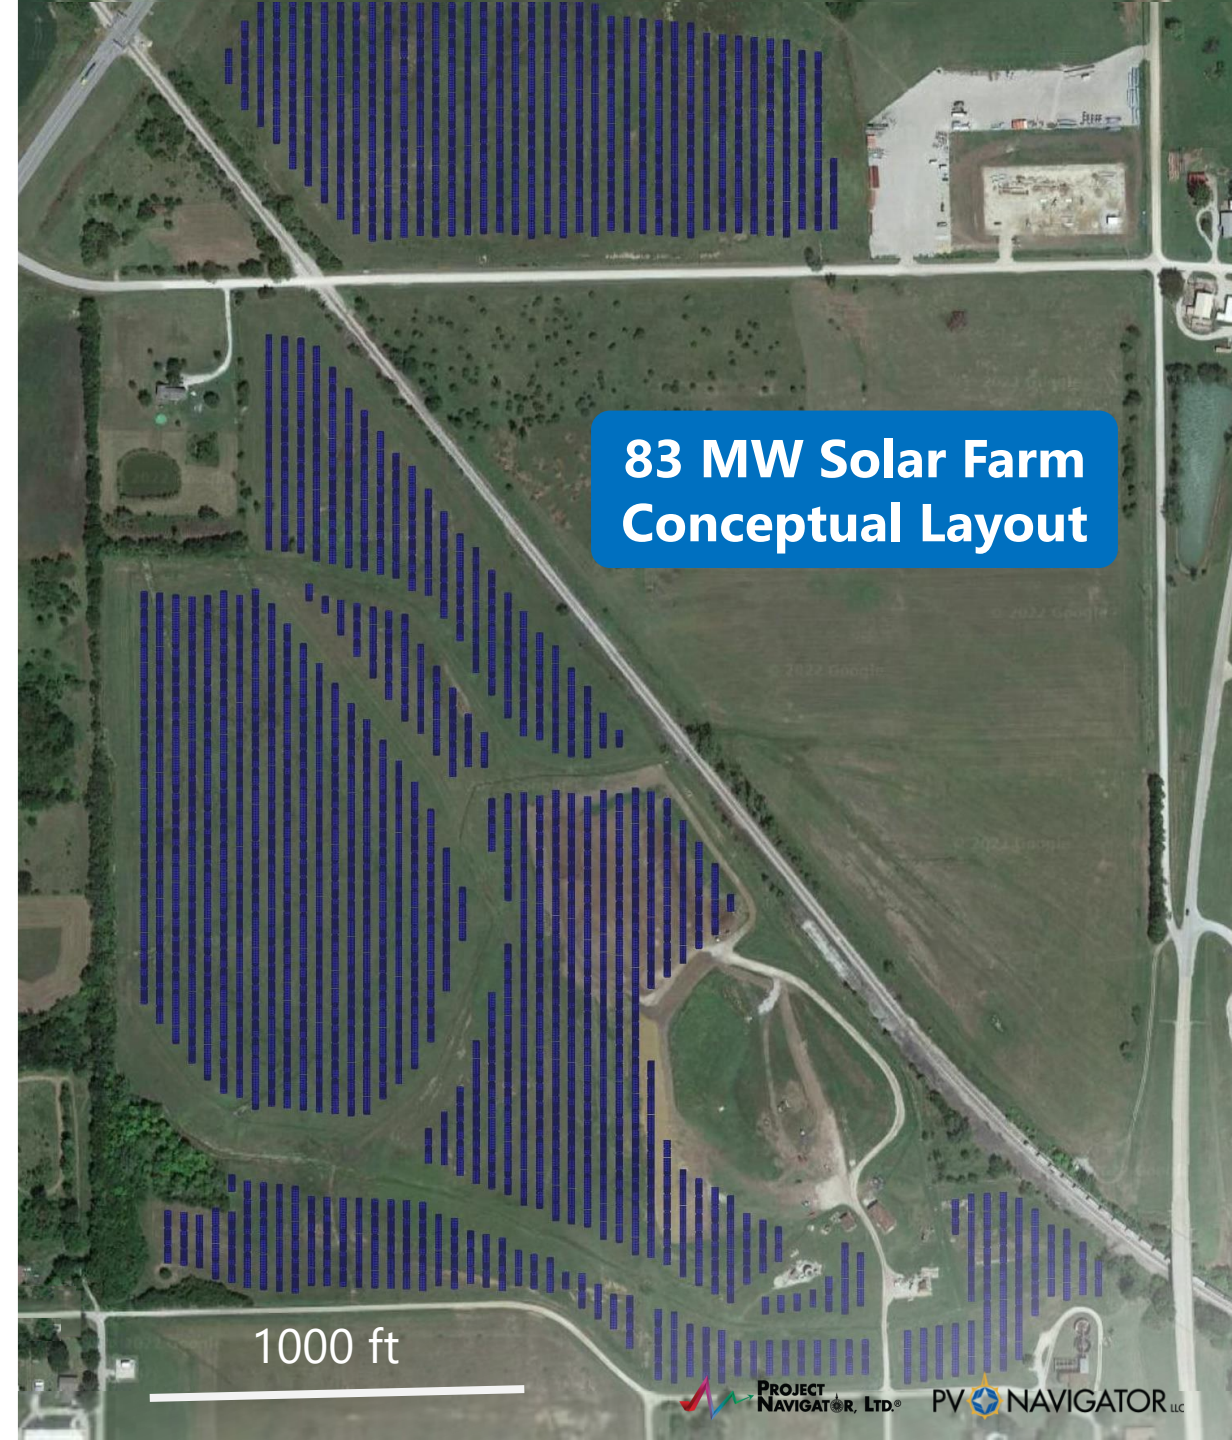 83 MW Solar Farm
Conceptual Layout
1000 ft
PROJECT
NAVIGATOR, LTD.®
PV NAVIGATOR LLC